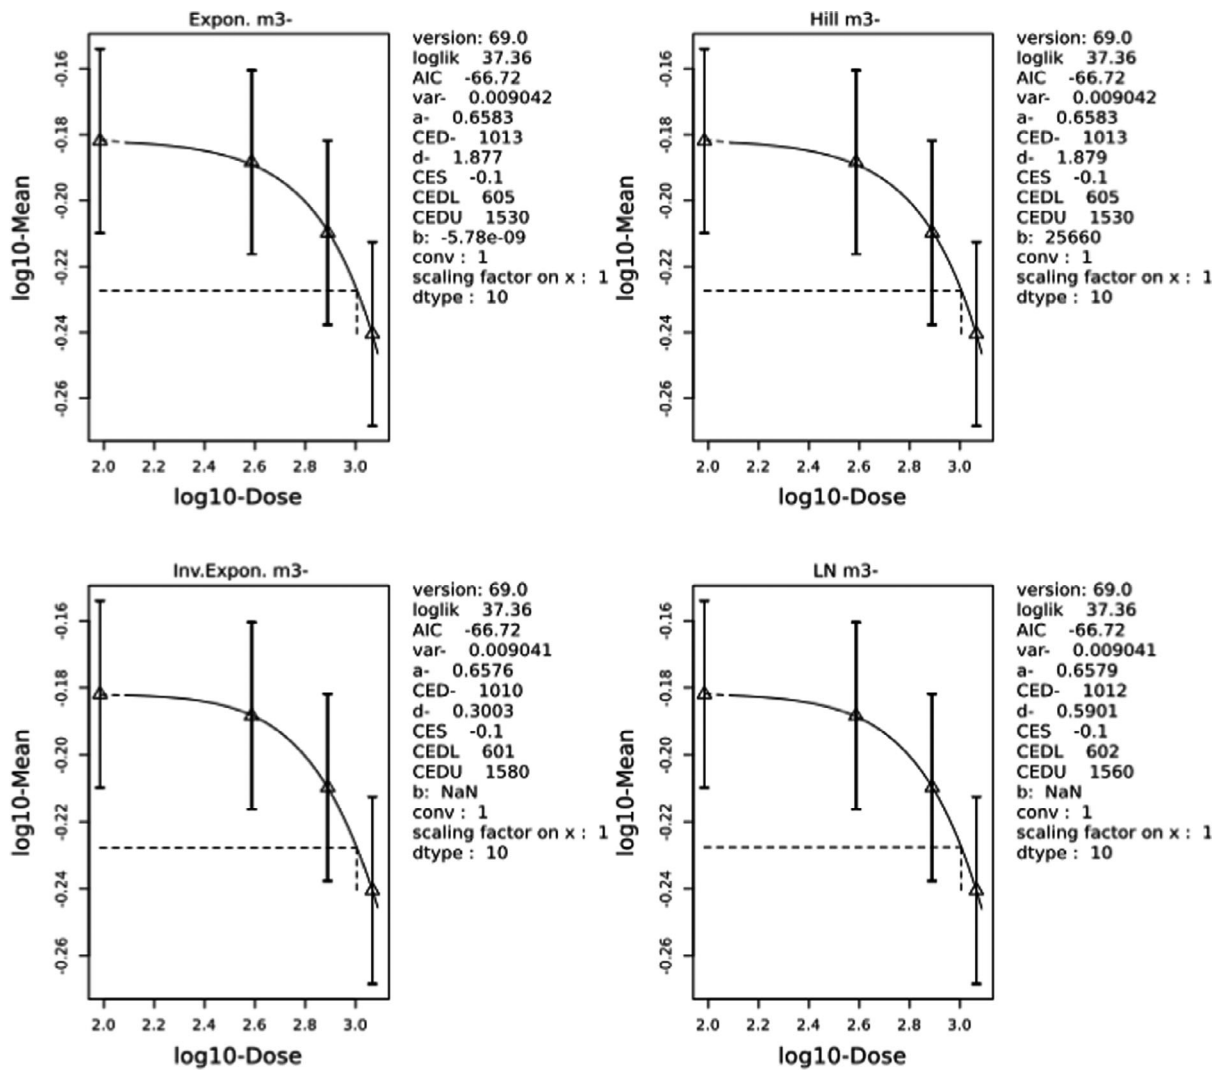 Expon. m3-
version: 69.0
loglik 37.36
AIC -66.72
var- 0.009042
a- 0.6583
CED- 1013
d- 1.877
CES -0.1
CEDL 605
CEDU 1530
b: -5.78e-09
conv : 1
scaling factor on x : 1
dtype : 10
log10-Mean
-0.16
-0.18
-0.20
-0.22
-0.24
-0.26
2.0 2.2 2.4 2.6 2.8 3.0
log10-Dose
Hill m3-
version: 69.0
loglik 37.36
AIC -66.72
var- 0.009042
a- 0.6583
CED- 1013
d- 1.879
CES -0.1
CEDL 605
CEDU 1530
b: 25660
conv : 1
scaling factor on x : 1
dtype : 10
log10-Mean
-0.16
-0.18
-0.20
-0.22
-0.24
-0.26
2.0 2.2 2.4 2.6 2.8 3.0
log10-Dose
Inv.Expon. m3-
version: 69.0
loglik 37.36
AIC -66.72
var- 0.009041
a- 0.6576
CED- 1010
d- 0.3003
CES -0.1
CEDL 601
CEDU 1580
b: NaN
conv : 1
scaling factor on x : 1
dtype : 10
log10-Mean
-0.16
-0.18
-0.20
-0.22
-0.24
-0.26
2.0 2.2 2.4 2.6 2.8 3.0
log10-Dose
LN m3-
version: 69.0
loglik 37.36
AIC -66.72
var- 0.009041
a- 0.6579
CED- 1012
d- 0.5901
CES -0.1
CEDL 602
CEDU 1560
b: NaN
conv : 1
scaling factor on x : 1
dtype : 10
log10-Mean
-0.16
-0.18
-0.20
-0.22
-0.24
-0.26
2.0 2.2 2.4 2.6 2.8 3.0
log10-Dose